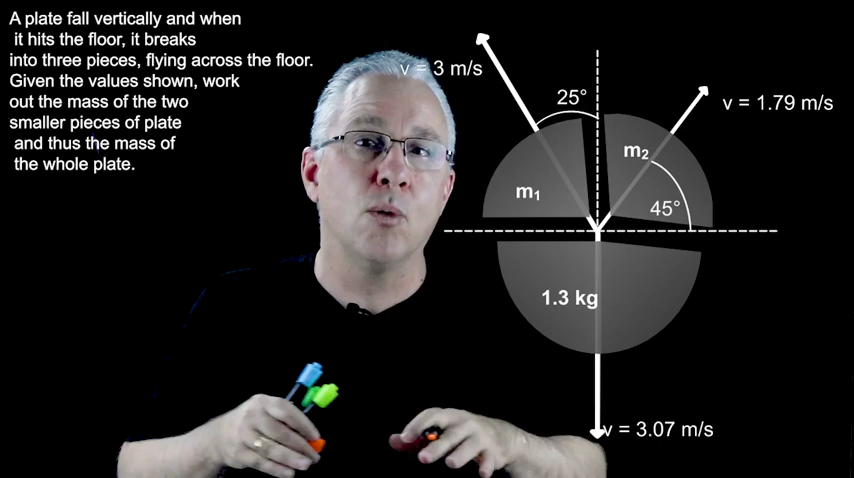 A plate fall vertically and when
it hits the floor, it breaks
into three pieces, flying across the floor.
Given the values shown, work
out the mass of the two
smaller pieces of plate
and thus the mass of
the whole plate.
v = 3 m/s
25°
v = 1.79 m/s
m₂
m₁
45°
1.3 kg
v = 3.07 m/s